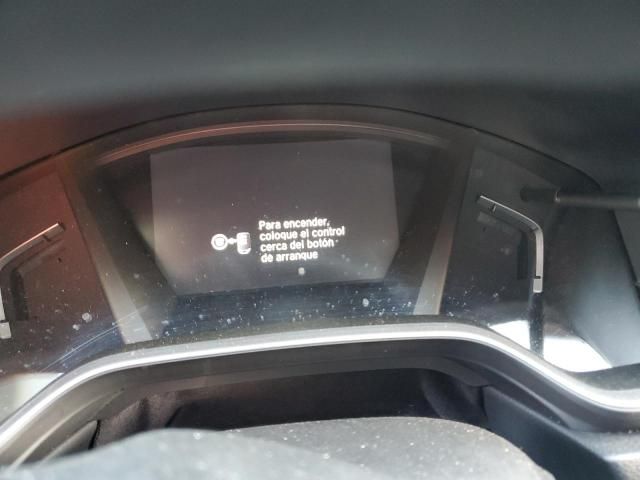 Para encender,
coloque el control
cerca del botón
de arranque